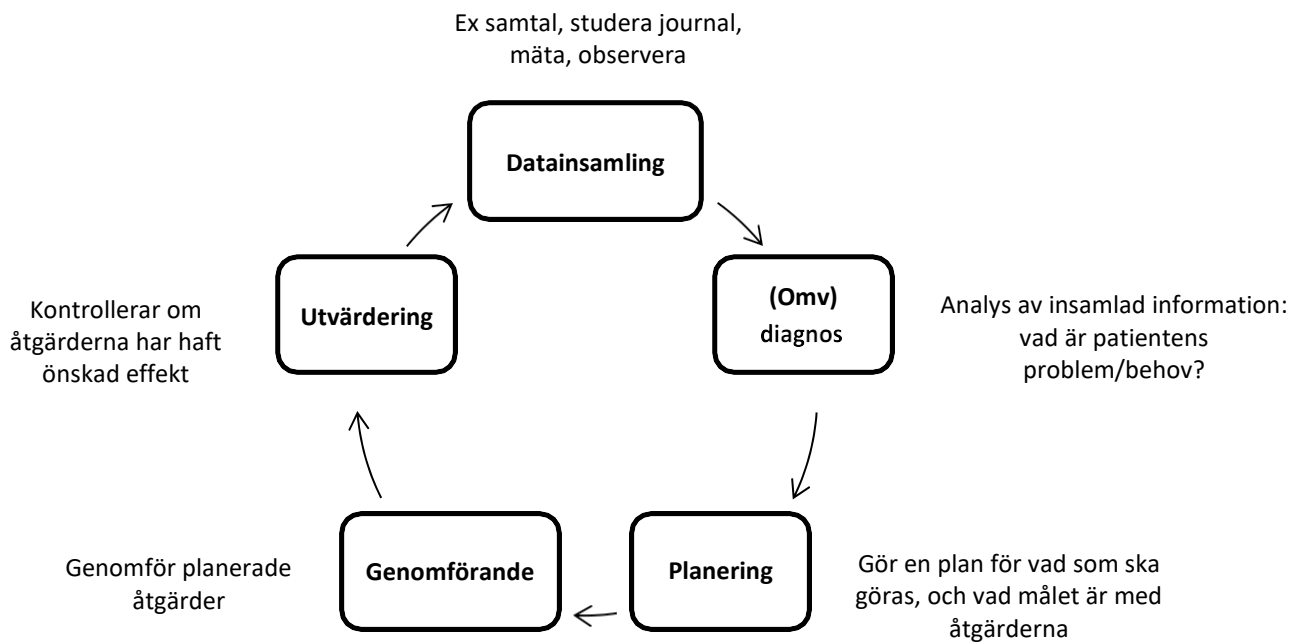 Ex samtal, studera journal,
mäta, observera
Datainsamling
(Omv)
diagnos
Analys av insamlad information:
vad är patientens
problem/behov?
Planering
Gör en plan för vad som ska
göras, och vad målet är med
åtgärderna
Genomförande
Genomför planerade
åtgärder
Utvärdering
Kontrollerar om
åtgärderna har haft
önskad effekt